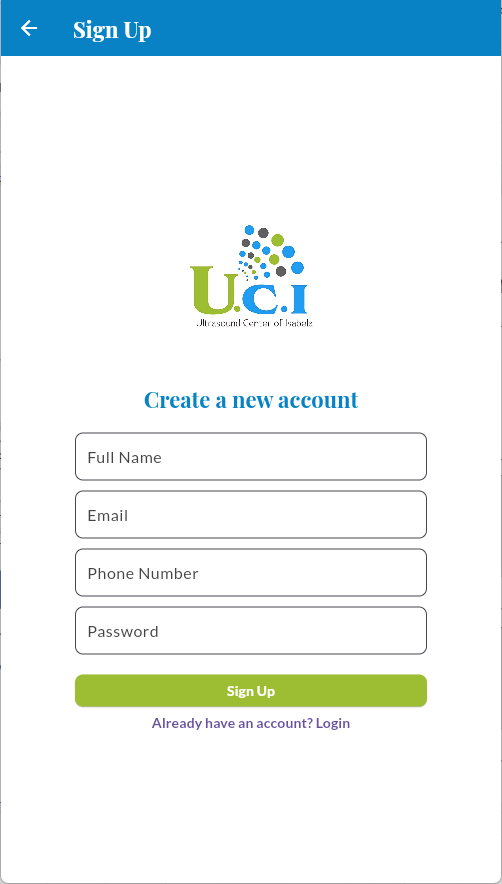 Sign Up
U.C.I
Ultrasound Center of Isabela
Create a new account
Full Name
Email
Phone Number
Password
Sign Up
Already have an account? Login